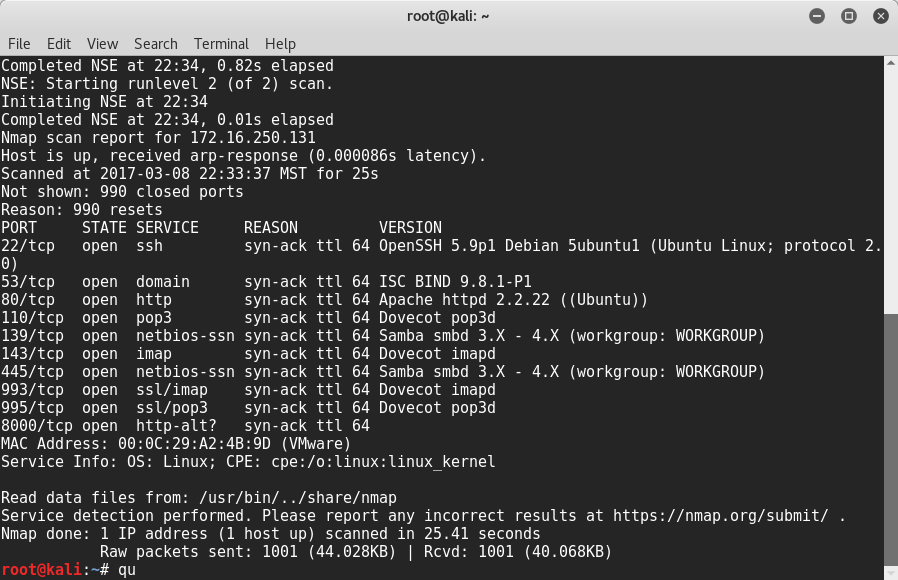 root@kali: ~
File Edit View Search Terminal Help
Completed NSE at 22:34, 0.82s elapsed
NSE: Starting runlevel 2 (of 2) scan.
Initiating NSE at 22:34
Completed NSE at 22:34, 0.01s elapsed
Nmap scan report for 172.16.250.131
Host is up, received arp-response (0.000086s latency).
Scanned at 2017-03-08 22:33:37 MST for 25s
Not shown: 990 closed ports
Reason: 990 resets
PORT     STATE SERVICE     REASON         VERSION
22/tcp   open  ssh         syn-ack ttl 64 OpenSSH 5.9p1 Debian 5ubuntu1 (Ubuntu Linux; protocol 2.
0)
53/tcp   open  domain      syn-ack ttl 64 ISC BIND 9.8.1-P1
80/tcp   open  http        syn-ack ttl 64 Apache httpd 2.2.22 ((Ubuntu))
110/tcp  open  pop3        syn-ack ttl 64 Dovecot pop3d
139/tcp  open  netbios-ssn syn-ack ttl 64 Samba smbd 3.X - 4.X (workgroup: WORKGROUP)
143/tcp  open  imap        syn-ack ttl 64 Dovecot imapd
445/tcp  open  netbios-ssn syn-ack ttl 64 Samba smbd 3.X - 4.X (workgroup: WORKGROUP)
993/tcp  open  ssl/imap    syn-ack ttl 64 Dovecot imapd
995/tcp  open  ssl/pop3    syn-ack ttl 64 Dovecot pop3d
8000/tcp open  http-alt?   syn-ack ttl 64
MAC Address: 00:0C:29:A2:4B:9D (VMware)
Service Info: OS: Linux; CPE: cpe:/o:linux:linux_kernel
Read data files from: /usr/bin/../share/nmap
Service detection performed. Please report any incorrect results at https://nmap.org/submit/ .
Nmap done: 1 IP address (1 host up) scanned in 25.41 seconds
           Raw packets sent: 1001 (44.028KB) | Rcvd: 1001 (40.068KB)
root@kali:~# qu